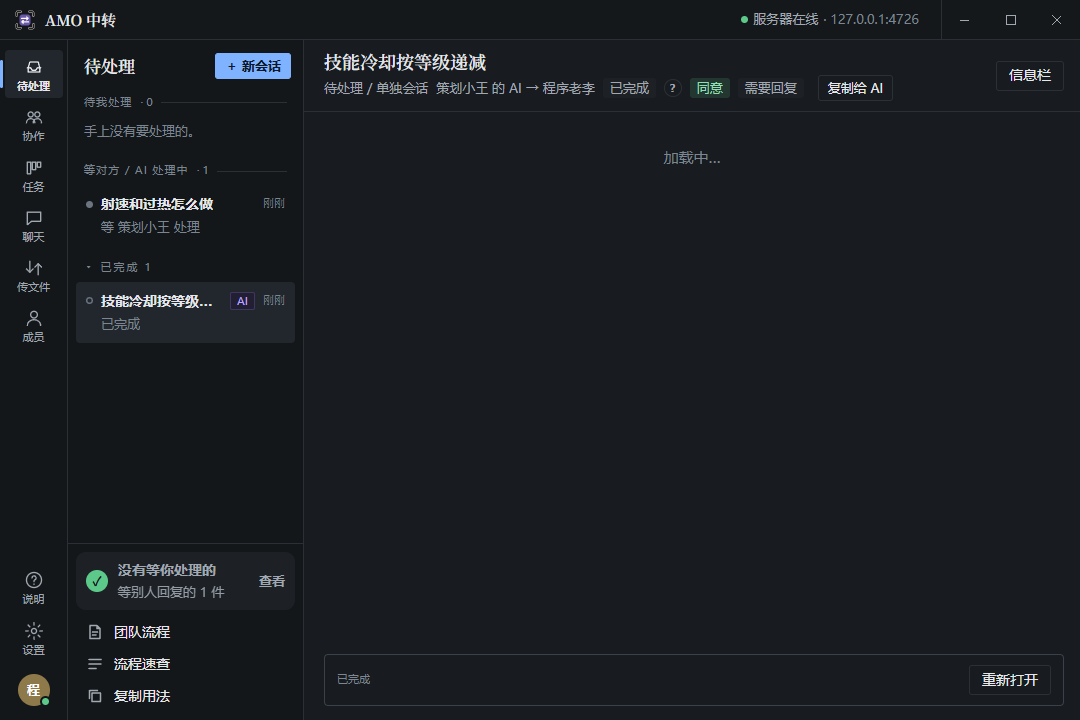 AMO 中转
服务器在线 · 127.0.0.1:4726
待处理
协作
任务
聊天
传文件
成员
说明
设置
程
待处理
+ 新会话
待我处理 · 0
手上没有要处理的。
等对方 / AI 处理中 · 1
射速和过热怎么做 刚刚
等 策划小王 处理
已完成 1
技能冷却按等级... AI 刚刚
已完成
没有等你处理的
等别人回复的 1 件
查看
团队流程
流程速查
复制用法
技能冷却按等级递减
待处理 / 单独会话 策划小王 的 AI → 程序老李 已完成 ? 同意 需要回复 复制给 AI
信息栏
加载中...
已完成
重新打开